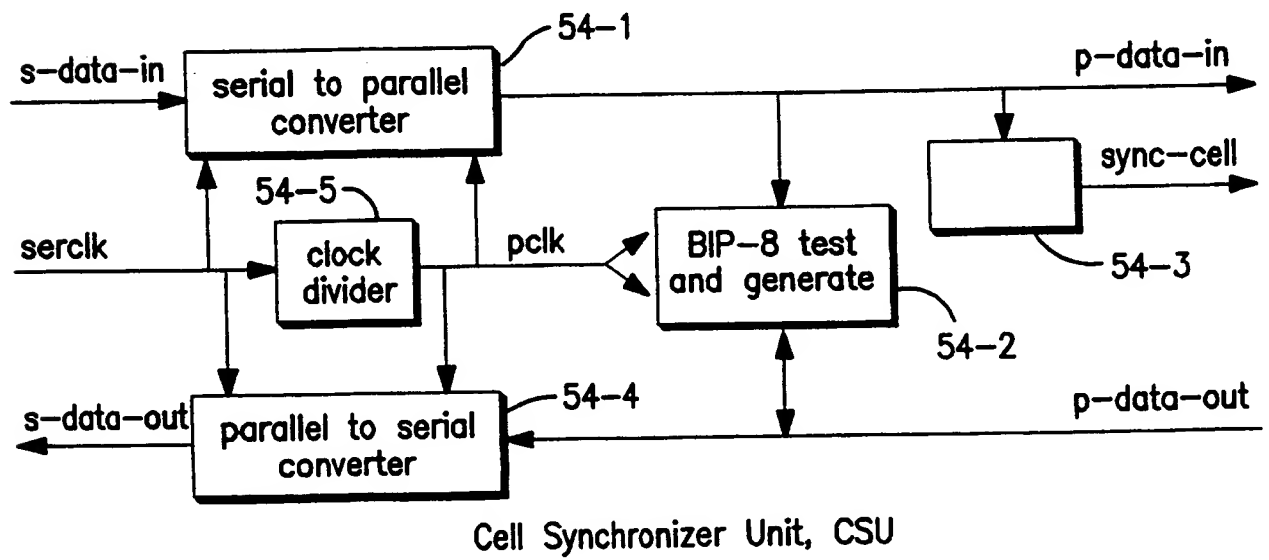 54-1
s-data-in
serial to parallel
converter
p-data-in
sync-cell
54-5
serclk
clock
divider
pclk
BIP-8 test
and generate
54-3
54-2
s-data-out
54-4
parallel to serial
converter
p-data-out
Cell Synchronizer Unit, CSU